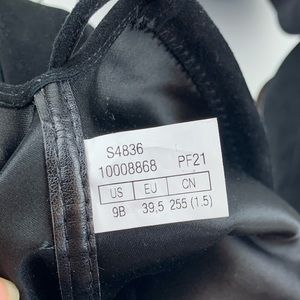 S4836
10008868 PF21
US EJ CN
9B 39,5 255 (1.5)